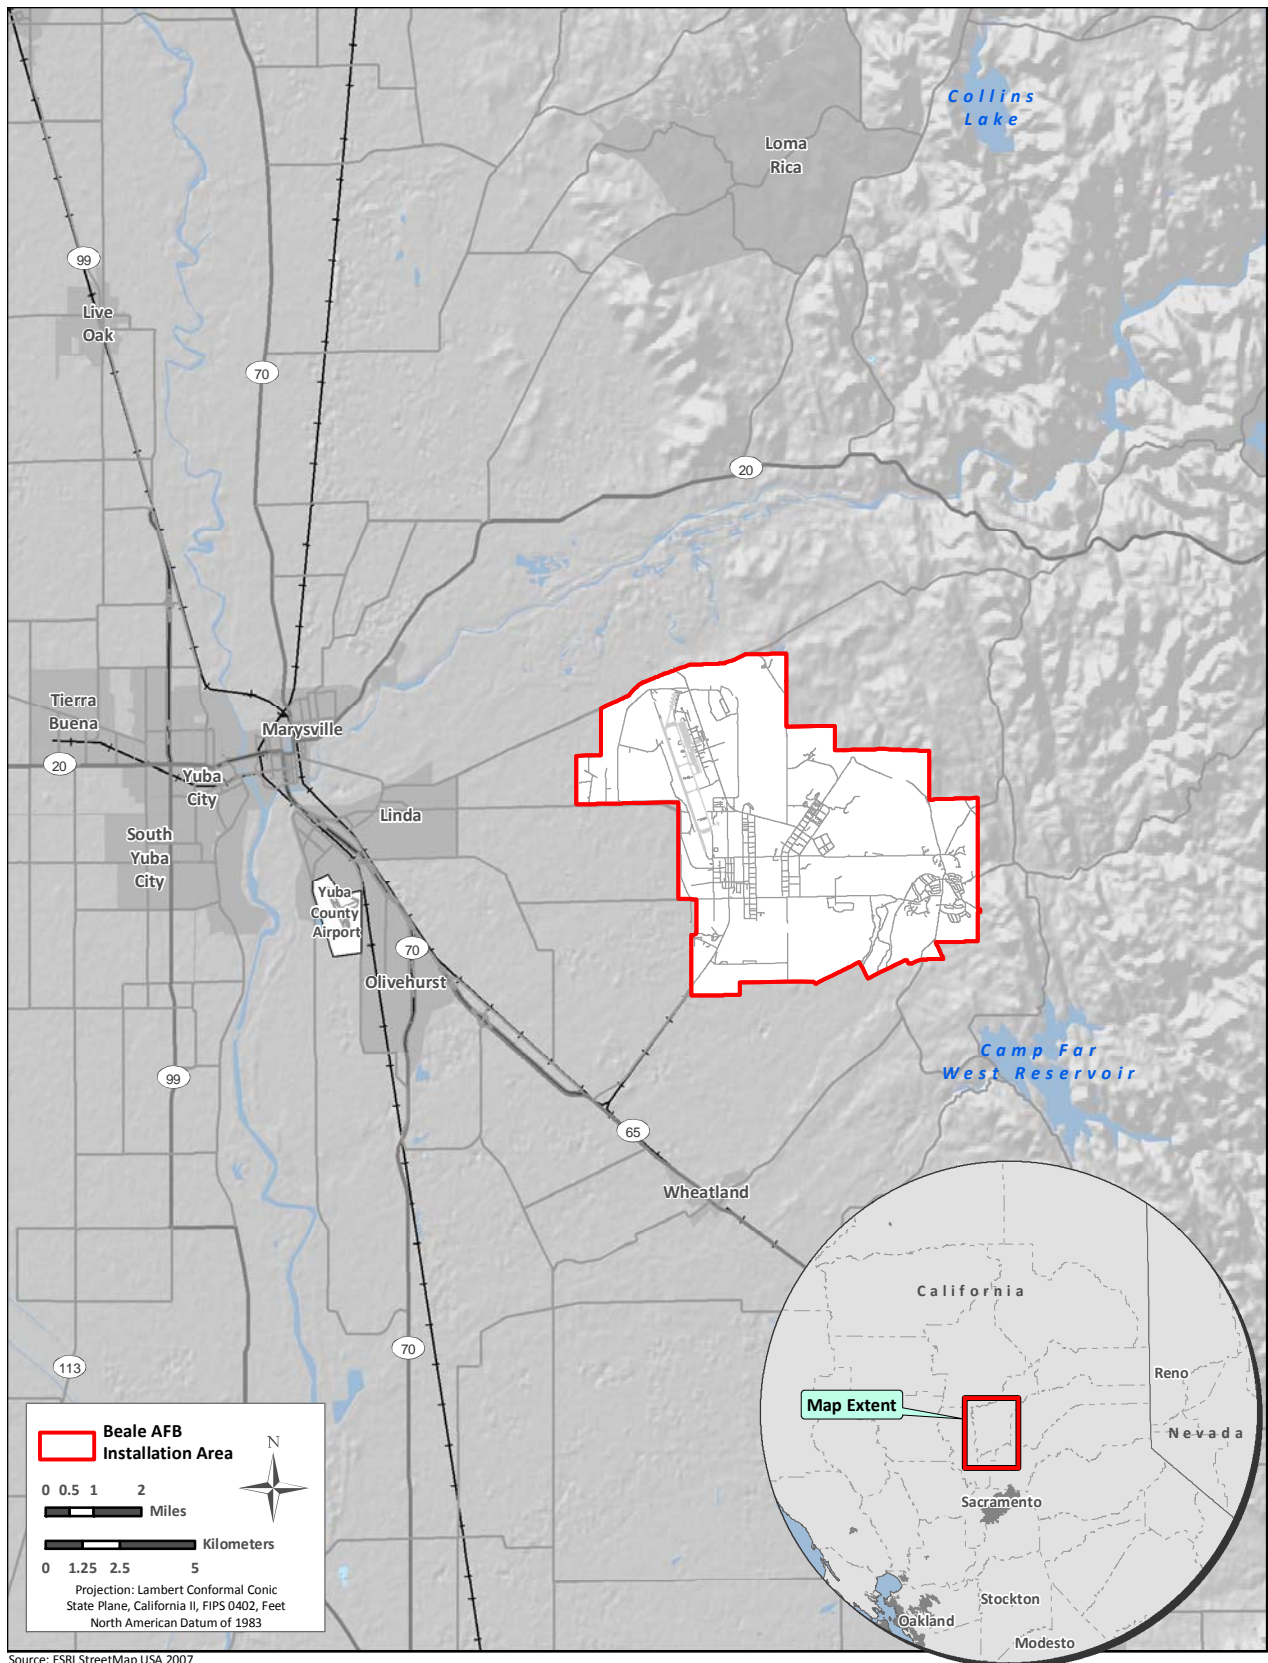 Collins
Lake
Loma
Rica
99
Live
Oak
70
20
Tierra
Buena
Marysville
20
Yuba
City
Linda
South
Yuba
City
Yuba
County
Airport
70
Olivehurst
Camp Far
West Reservoir
99
65
Wheatland
California
70
113
Reno
Map Extent
Nevada
Beale AFB
Installation Area
N
0 0.5 1 2
Miles
Kilometers
0 1.25 2.5 5
Projection: Lambert Conformal Conic
State Plane, California II, FIPS 0402, Feet
North American Datum of 1983
Sacramento
Stockton
Oakland
Modesto
Source: ESRI StreetMap USA 2007